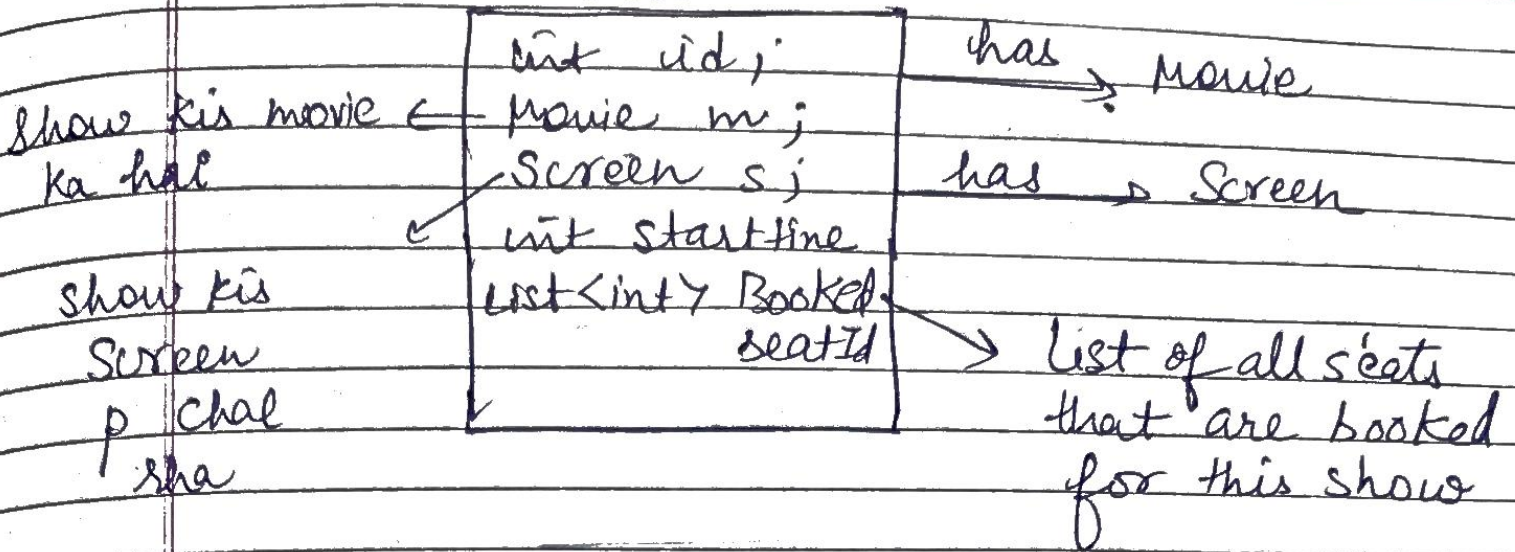 int id;
Movie m;
Screen s;
int starttime
List<int> Booked
seatId
has Movie
has Screen
show kis movie
ka hai
show kis
screen
p chal
rha
List of all seats
that are booked
for this show